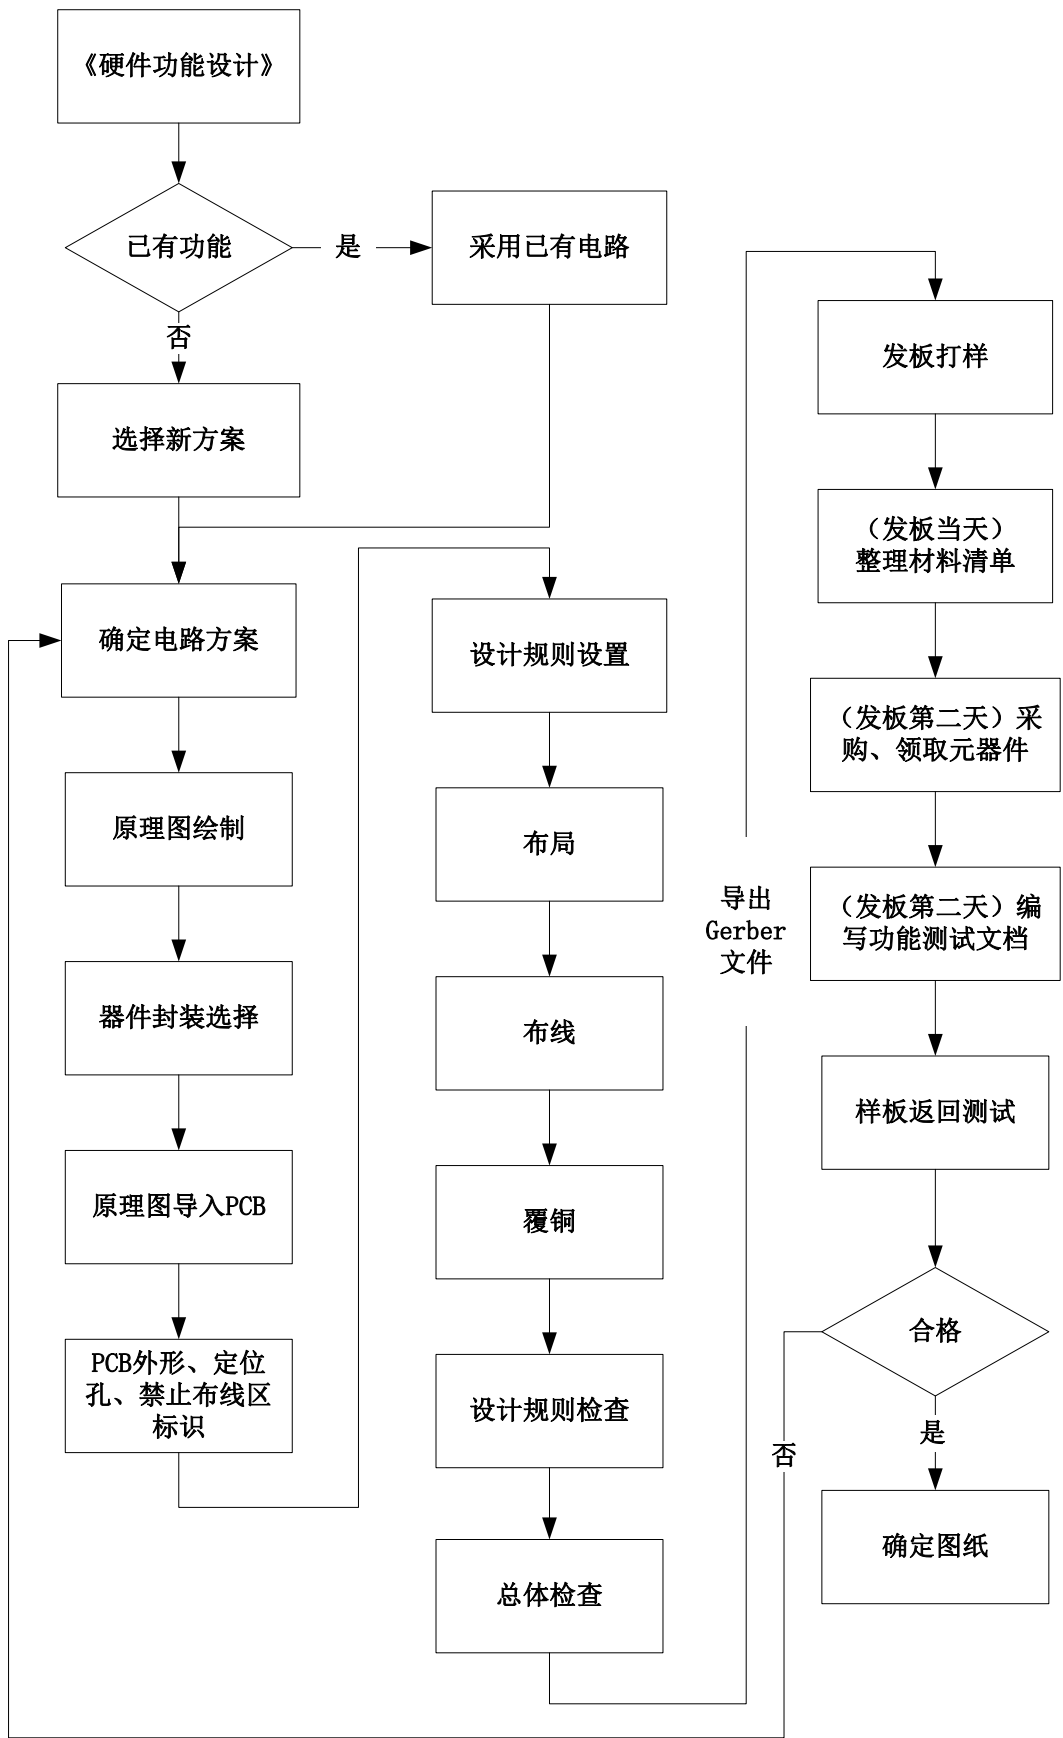 《硬件功能设计》
已有功能
是
采用已有电路
否
选择新方案
确定电路方案
原理图绘制
器件封装选择
原理图导入PCB
PCB外形、定位
孔、禁止布线区
标识
设计规则设置
布局
布线
覆铜
设计规则检查
总体检查
导出
Gerber
文件
发板打样
（发板当天）
整理材料清单
（发板第二天）采
购、领取元器件
（发板第二天）编
写功能测试文档
样板返回测试
合格
否
是
确定图纸